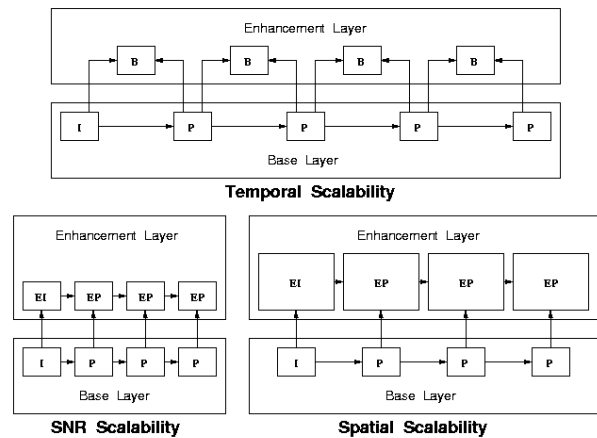 Enhancement Layer
B B B B
I P P P P
Base Layer
Temporal Scalability
Enhancement Layer
EI EP EP EP
I P P P
Base Layer
SNR Scalability
Enhancement Layer
EI EP EP EP
I P P P
Base Layer
Spatial Scalability